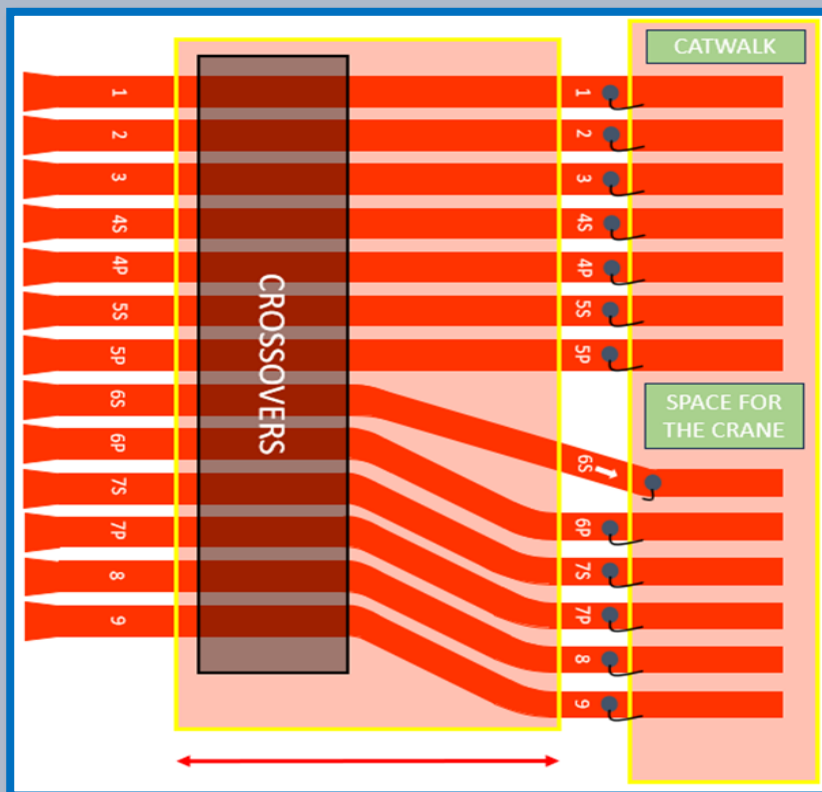 CATWALK
1
1
2
2
3
3
4S
4S
4P
4P
5S
5S
5P
5P
CROSSOVERS
6S
SPACE FOR
THE CRANE
6P
6S
7S
6P
7P
7S
8
7P
9
8
9